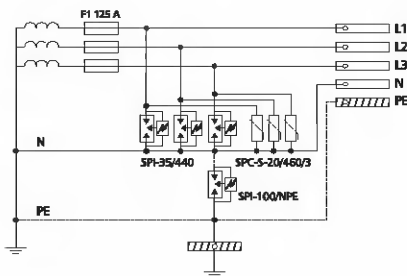 F1 125 A
L1
L2
L3
N
PE
N
SPI-35/440
SPC-S-20/460/3
SPI-100/NPE
PE